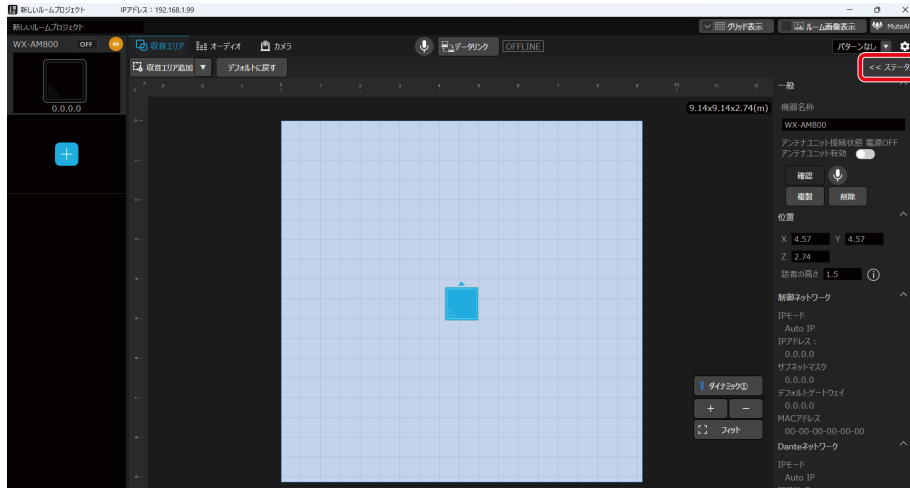 新しいルームプロジェクト IPアドレス：192.168.1.99
新しいルームプロジェクト
グリッド表示
ルーム画像表示
MuteAl
WX-AM800 OFF
0.0.0.0
収音エリア オーディオ カメラ
データリンク OFFLINE
パターンなし
収音エリア追加 デフォルトに戻す
<< ステータ
9.14x9.14x2.74(m)
一般
機器名称
WX-AM800
アンテナユニット接続状態 電源OFF
アンテナユニット有効
確認
複製 削除
位置
X 4.57 Y 4.57
Z 2.74
話者の高さ 1.5
制御ネットワーク
IPモード
Auto IP
IPアドレス：
0.0.0.0
サブネットマスク
0.0.0.0
デフォルトゲートウェイ
0.0.0.0
MACアドレス
00-00-00-00-00-00
Danteネットワーク
IPモード
Auto IP
ダイナミック①
+ −
フィット